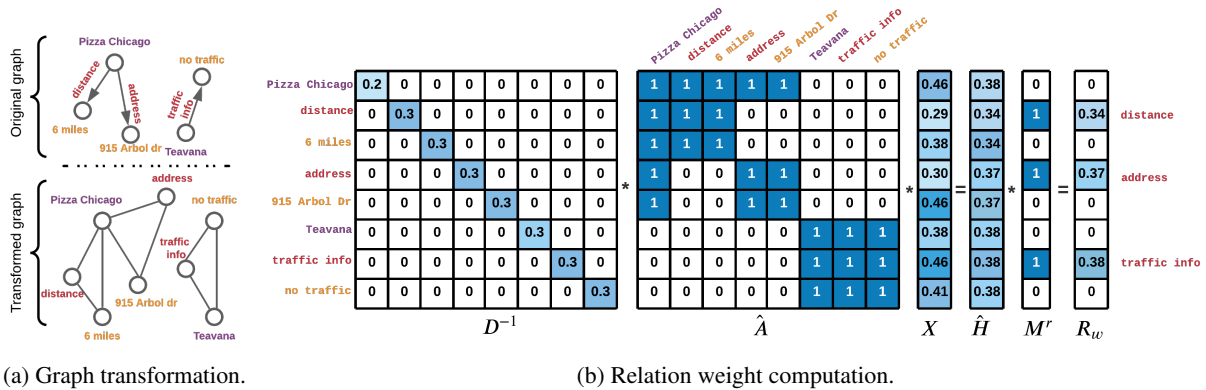 Original graph
Pizza Chicago
distance
address
6 miles
915 Arbol dr
no traffic
traffic info
Teavana
Transformed graph
address
Pizza Chicago
no traffic
traffic
info
distance
915 Arbol dr
6 miles
Teavana
(a) Graph transformation.
Pizza Chicago distance 6 miles address 915 Arbol Dr Teavana traffic info no traffic
Pizza Chicago 0.2 0 0 0 0 0 0 0 1 1 1 1 1 0 0 0 0.46 0.38 0 0
distance 0 0.3 0 0 0 0 0 0 1 1 1 0 0 0 0 0 0.29 0.34 1 0.34 distance
6 miles 0 0 0.3 0 0 0 0 0 1 1 1 0 0 0 0 0 0.38 0.34 0 0
address 0 0 0 0.3 0 0 0 0 1 0 0 1 1 0 0 0 0.30 0.37 1 0.37 address
* * = * =
915 Arbol Dr 0 0 0 0 0.3 0 0 0 1 0 0 1 1 0 0 0 0.46 0.37 0 0
Teavana 0 0 0 0 0 0.3 0 0 0 0 0 0 0 1 1 1 0.38 0.38 0 0
traffic info 0 0 0 0 0 0 0.3 0 0 0 0 0 0 1 1 1 0.46 0.38 1 0.38 traffic info
no traffic 0 0 0 0 0 0 0 0.3 0 0 0 0 0 1 1 1 0.41 0.38 0 0
D⁻¹ Â X Ĥ Mʳ R_w
(b) Relation weight computation.